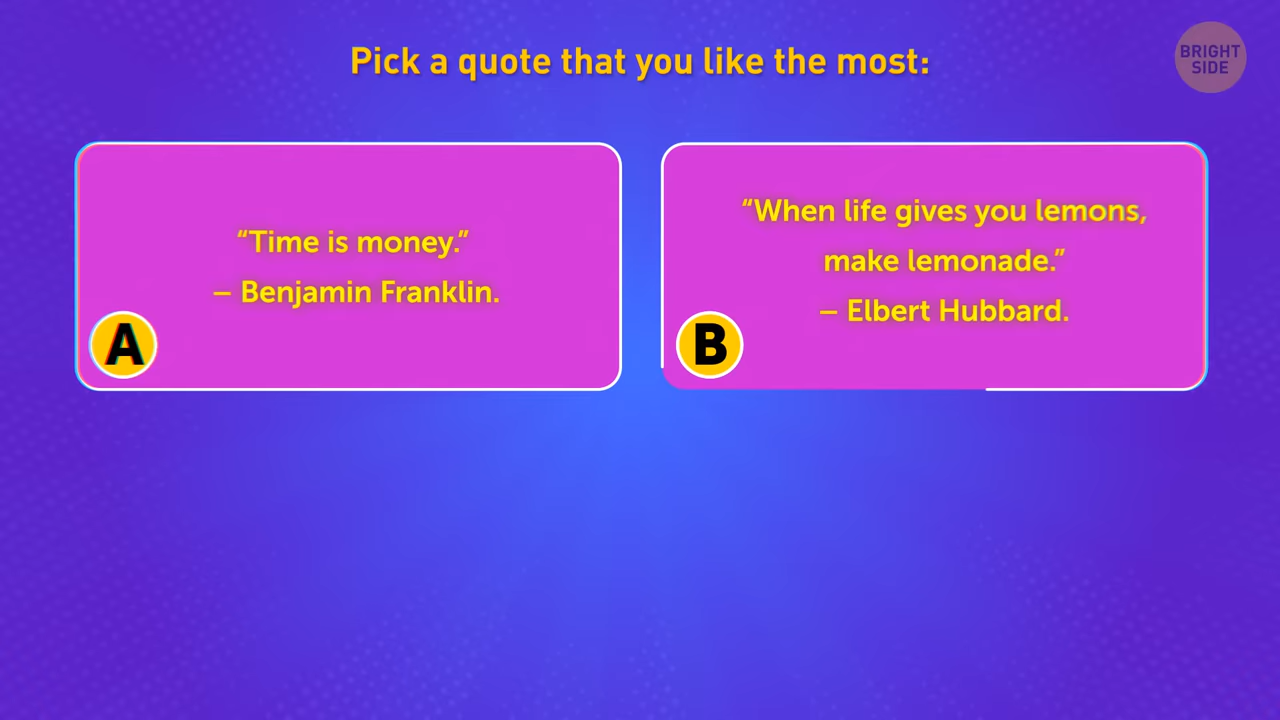 Pick a quote that you like the most:
BRIGHT
SIDE
“Time is money.”
– Benjamin Franklin.
A
“When life gives you lemons,
make lemonade.”
– Elbert Hubbard.
B